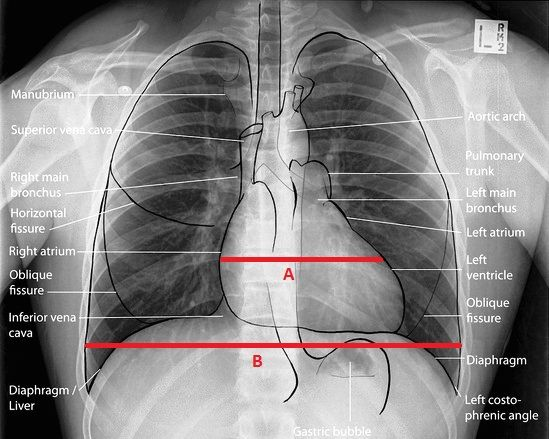 L
RM2
Manubrium
Superior vena cava
Right main
bronchus
Horizontal
fissure
Right atrium
Oblique
fissure
Inferior vena
cava
Diaphragm /
Liver
Aortic arch
Pulmonary
trunk
Left main
bronchus
Left atrium
Left
ventricle
Oblique
fissure
Diaphragm
Left costo-
phrenic angle
A
B
Gastric bubble